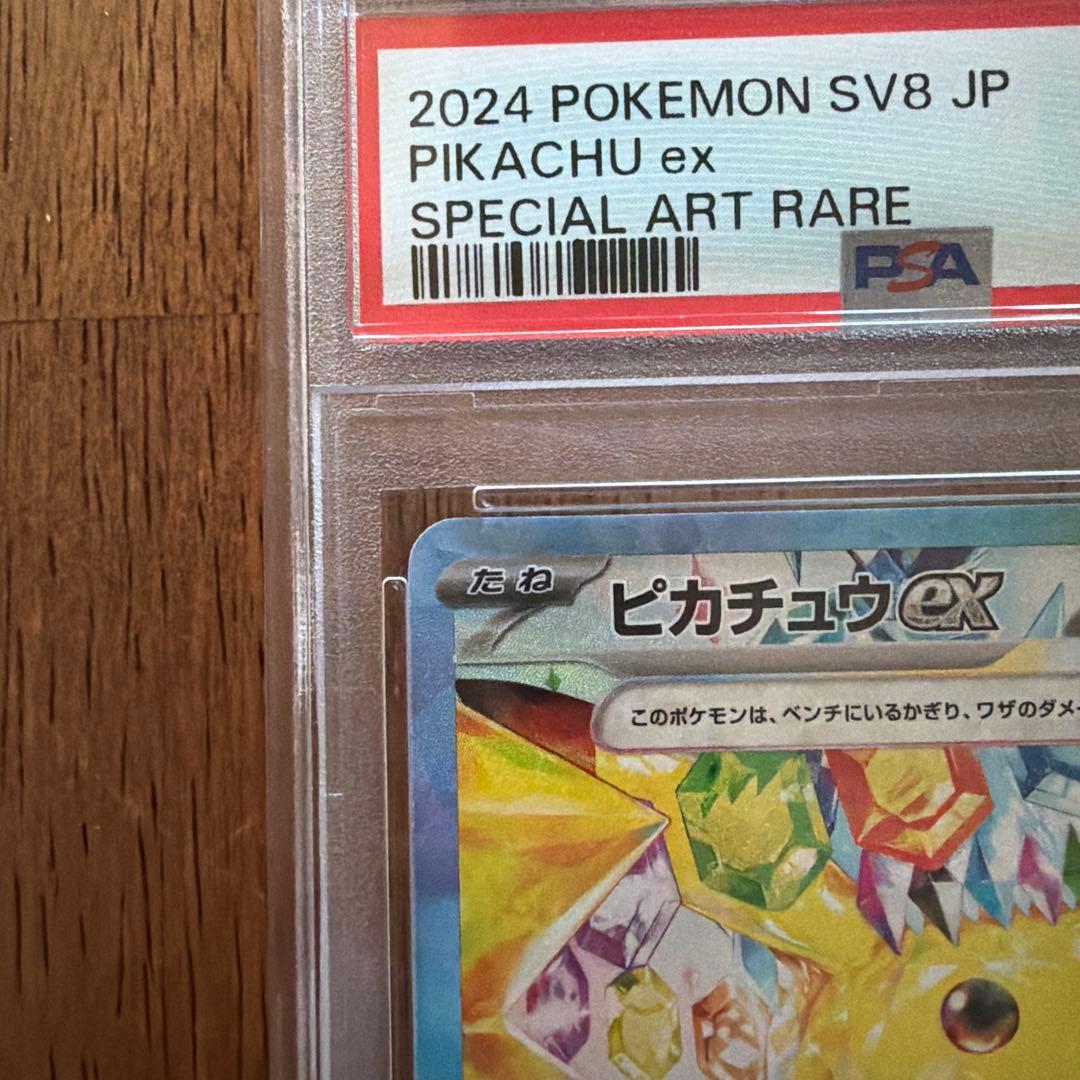 2024 POKEMON SV8 JP
PIKACHU ex
SPECIAL ART RARE
PSA
たね
ピカチュウex
このポケモンは、ベンチにいるかぎり、ワザのダメー